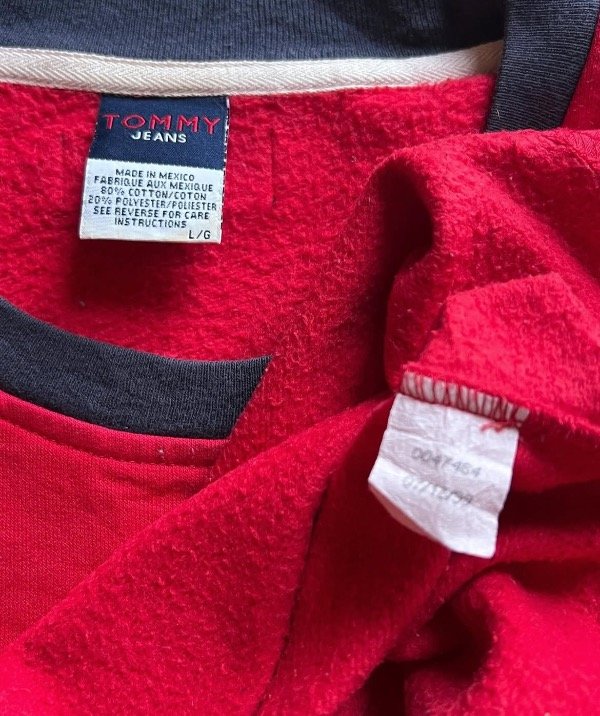 TOMMY
JEANS
MADE IN MEXICO
FABRIQUE AUX MEXIQUE
80% COTTON/COTON
20% POLYESTER/POLIESTER
SEE REVERSE FOR CARE
INSTRUCTIONS
L/G
0047464